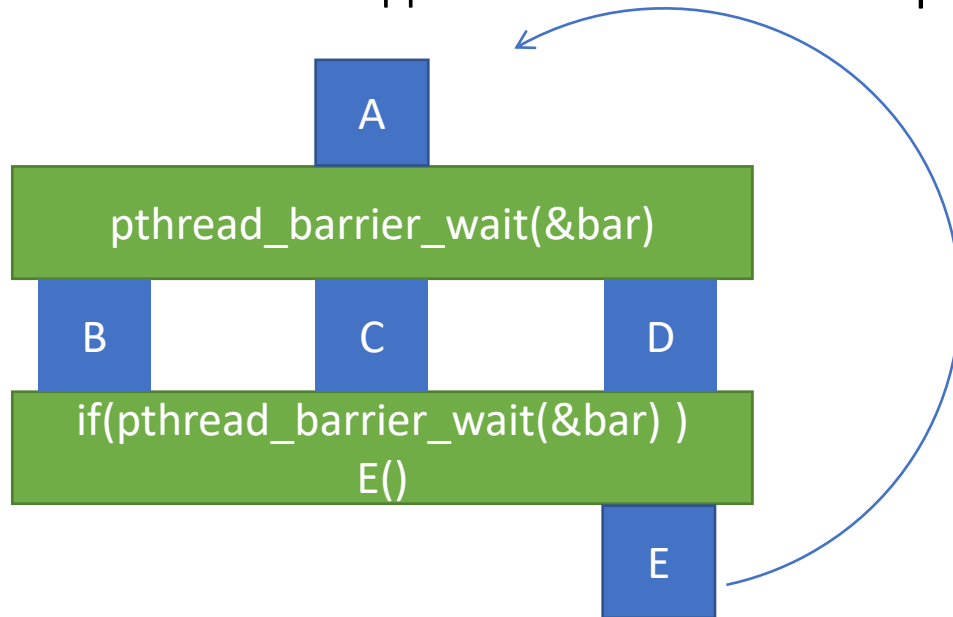 A
pthread_barrier_wait(&bar)
B C D
if(pthread_barrier_wait(&bar) )
E()
E